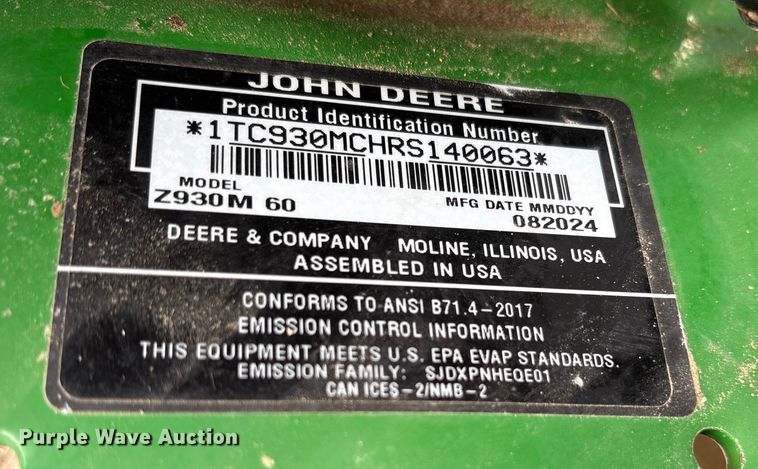 JOHN DEERE
Product Identification Number
*1TC930MCHRS140063*
MODEL MFG DATE MMDDYY
Z930M 60 082024
DEERE & COMPANY MOLINE, ILLINOIS, USA
ASSEMBLED IN USA
CONFORMS TO ANSI B71.4-2017
EMISSION CONTROL INFORMATION
THIS EQUIPMENT MEETS U.S. EPA EVAP STANDARDS.
EMISSION FAMILY: SJDXPNHEQE01
CAN ICES-2/NMB-2
Purple Wave Auction